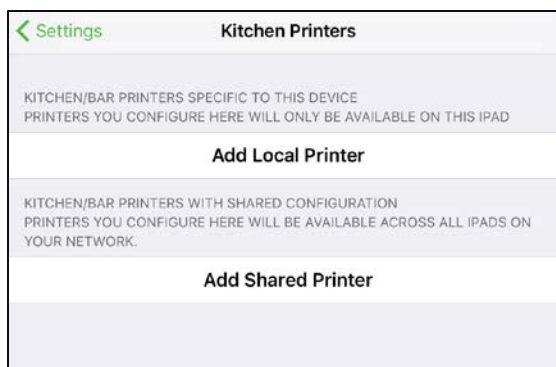 Settings
Kitchen Printers
KITCHEN/BAR PRINTERS SPECIFIC TO THIS DEVICE
PRINTERS YOU CONFIGURE HERE WILL ONLY BE AVAILABLE ON THIS IPAD
Add Local Printer
KITCHEN/BAR PRINTERS WITH SHARED CONFIGURATION
PRINTERS YOU CONFIGURE HERE WILL BE AVAILABLE ACROSS ALL IPADS ON
YOUR NETWORK.
Add Shared Printer